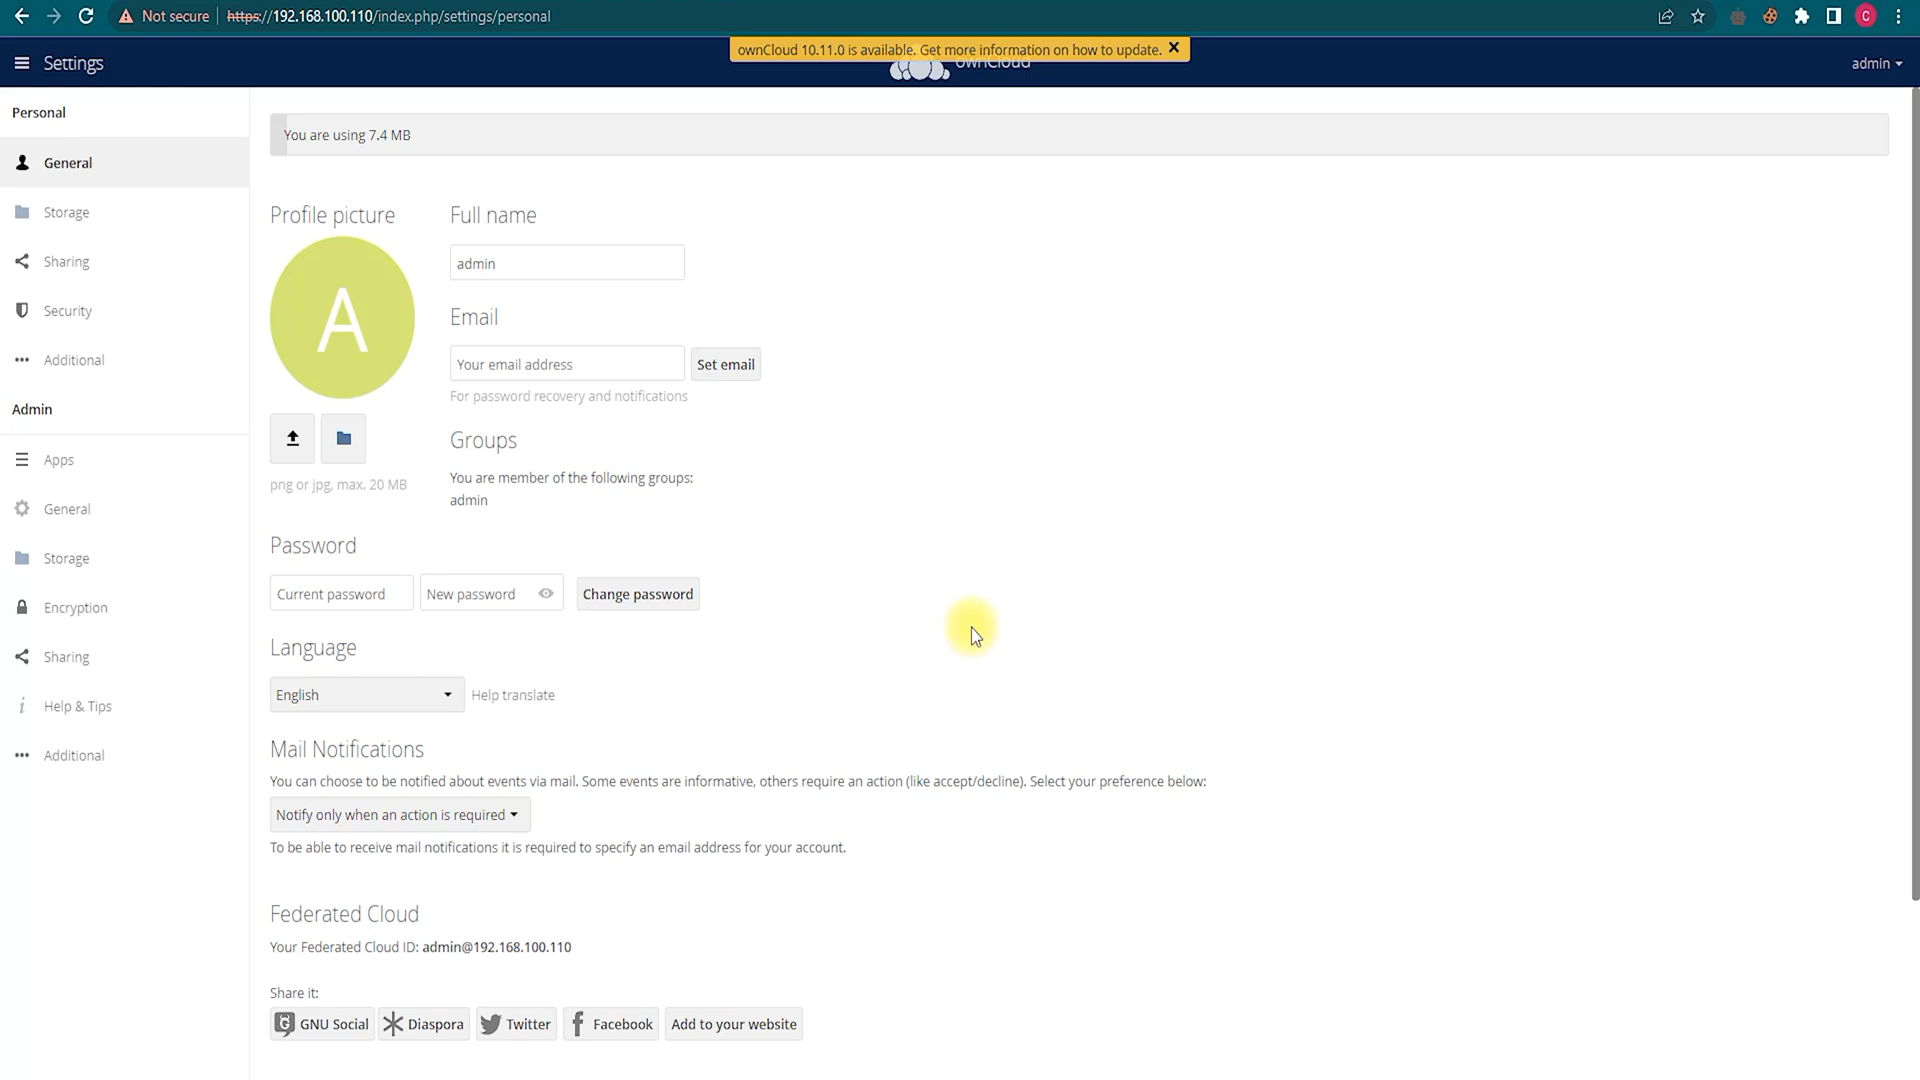 Not secure
https://192.168.100.110/index.php/settings/personal
C
ownCloud 10.11.0 is available. Get more information on how to update.
Settings
ownCloud
admin
Personal
You are using 7.4 MB
General
Storage
Sharing
Security
Additional
Admin
Apps
General
Storage
Encryption
Sharing
Help & Tips
Additional
Profile picture
A
png or jpg, max. 20 MB
Full name
admin
Email
Your email address
Set email
For password recovery and notifications
Groups
You are member of the following groups:
admin
Password
Current password
New password
Change password
Language
English
Help translate
Mail Notifications
You can choose to be notified about events via mail. Some events are informative, others require an action (like accept/decline). Select your preference below:
Notify only when an action is required
To be able to receive mail notifications it is required to specify an email address for your account.
Federated Cloud
Your Federated Cloud ID: admin@192.168.100.110
Share it:
GNU Social
Diaspora
Twitter
Facebook
Add to your website